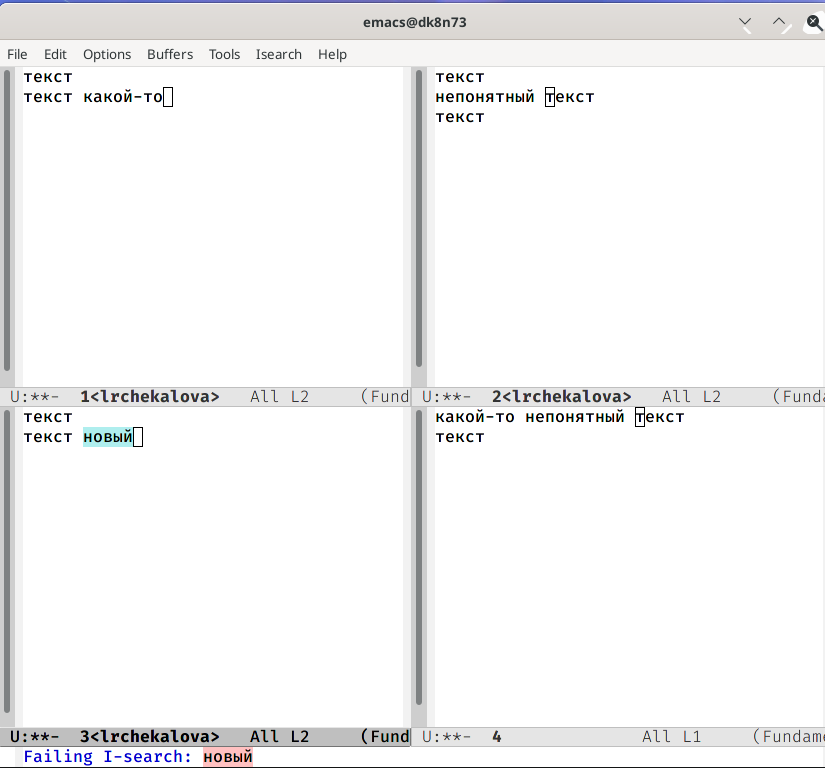 emacs@dk8n73
File Edit Options Buffers Tools Isearch Help
текст
текст какой-то
U:**- 1<lrchekalova> All L2 (Fund
текст
непонятный текст
текст
U:**- 2<lrchekalova> All L2 (Funda
текст
текст новый
U:**- 3<lrchekalova> All L2 (Fund
какой-то непонятный текст
текст
U:**- 4 All L1 (Fundame
Failing I-search: новый